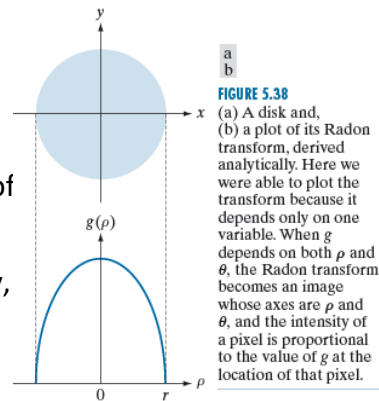 y
x
of
g(ρ)
y,
ρ
0
r
a
b
FIGURE 5.38
(a) A disk and,
(b) a plot of its Radon
transform, derived
analytically. Here we
were able to plot the
transform because it
depends only on one
variable. When g
depends on both ρ and
θ, the Radon transform
becomes an image
whose axes are ρ and
θ, and the intensity of
a pixel is proportional
to the value of g at the
location of that pixel.